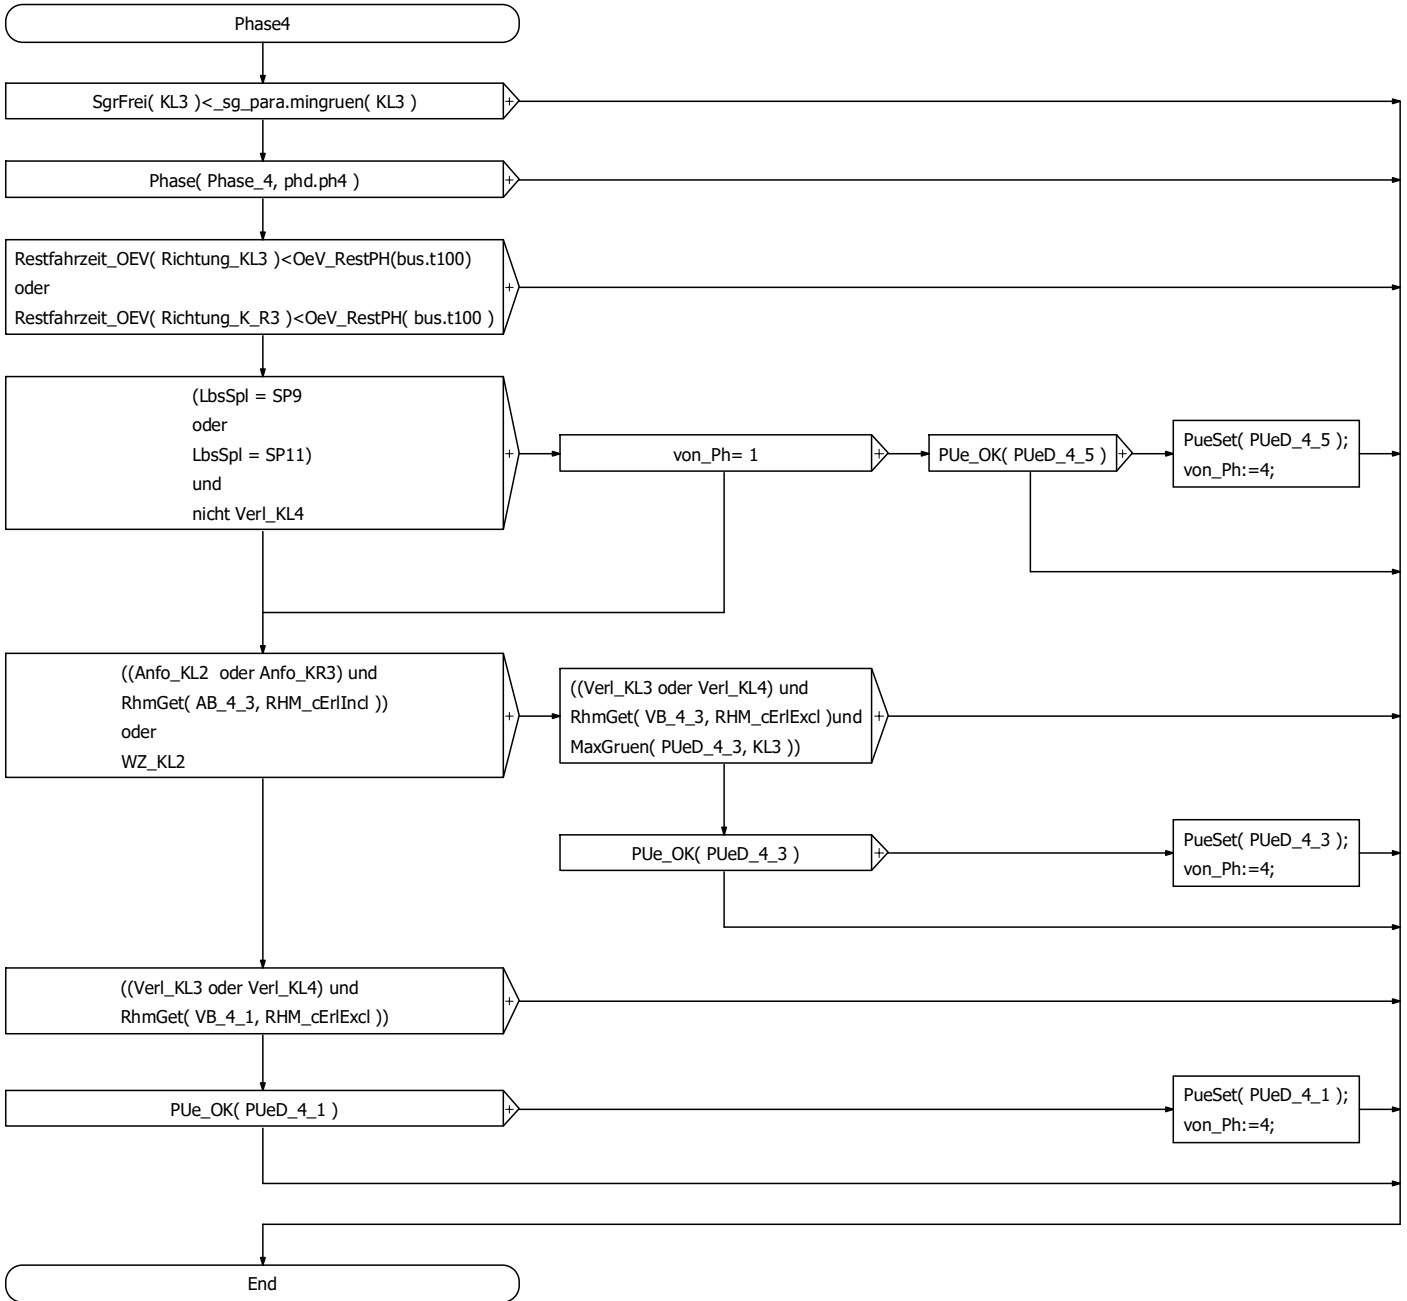 Phase4
SgrFrei( KL3 )<_sg_para.mingruen( KL3 )
+
Phase( Phase_4, phd.ph4 )
+
Restfahrzeit_OEV( Richtung_KL3 )<OeV_RestPH(bus.t100)
oder
Restfahrzeit_OEV( Richtung_K_R3 )<OeV_RestPH( bus.t100 )
+
(LbsSpl = SP9
oder
LbsSpl = SP11)
und
nicht Verl_KL4
+
von_Ph= 1
+
PUe_OK( PUeD_4_5 )
+
PueSet( PUeD_4_5 );
von_Ph:=4;
((Anfo_KL2  oder Anfo_KR3) und
RhmGet( AB_4_3, RHM_cErlIncl ))
oder
WZ_KL2
+
((Verl_KL3 oder Verl_KL4) und
RhmGet( VB_4_3, RHM_cErlExcl )und
MaxGruen( PUeD_4_3, KL3 ))
+
PUe_OK( PUeD_4_3 )
+
PueSet( PUeD_4_3 );
von_Ph:=4;
((Verl_KL3 oder Verl_KL4) und
RhmGet( VB_4_1, RHM_cErlExcl ))
+
PUe_OK( PUeD_4_1 )
+
PueSet( PUeD_4_1 );
von_Ph:=4;
End